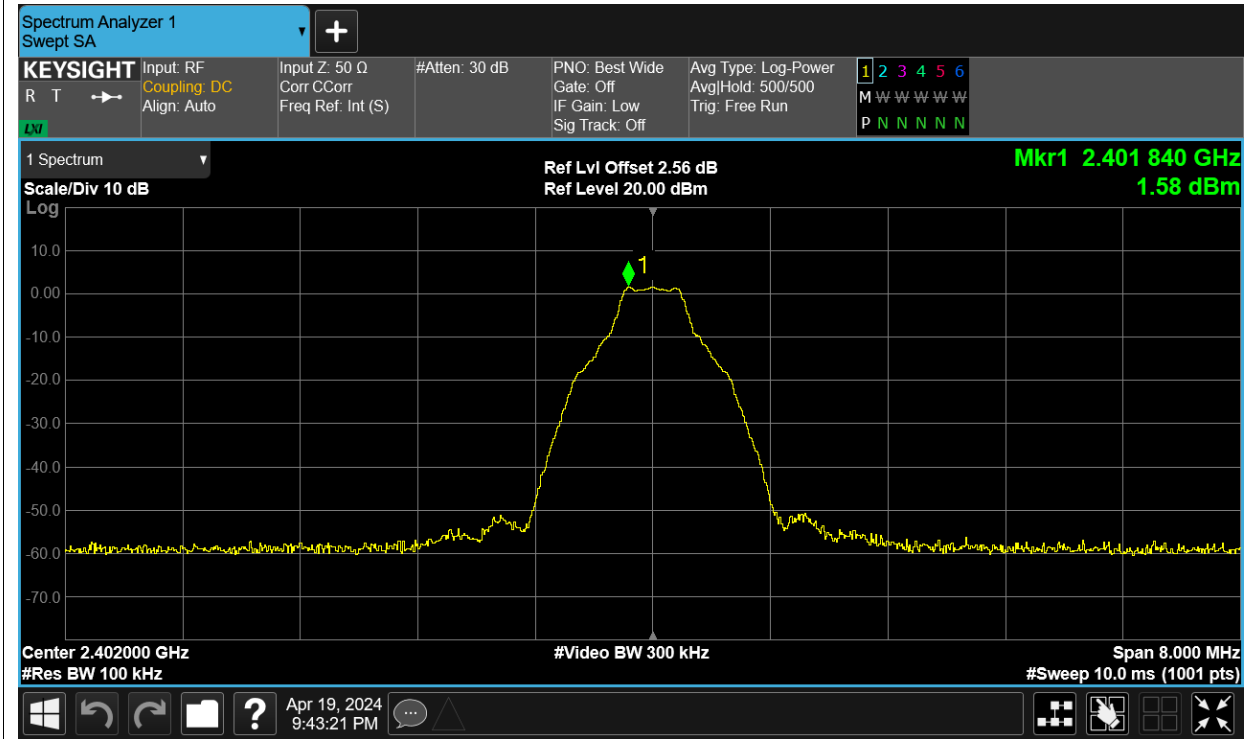 Spectrum Analyzer 1
Swept SA
KEYSIGHT
R T
LXI
Input: RF
Coupling: DC
Align: Auto
Input Z: 50 Ω
Corr CCorr
Freq Ref: Int (S)
#Atten: 30 dB
PNO: Best Wide
Gate: Off
IF Gain: Low
Sig Track: Off
Avg Type: Log-Power
Avg|Hold: 500/500
Trig: Free Run
1 2 3 4 5 6
M W W W W W
P N N N N N
1 Spectrum
Scale/Div 10 dB
Log
Ref Lvl Offset 2.56 dB
Ref Level 20.00 dBm
Mkr1 2.401 840 GHz
1.58 dBm
10.0
1
0.00
-10.0
-20.0
-30.0
-40.0
-50.0
-60.0
-70.0
Center 2.402000 GHz
#Video BW 300 kHz
Span 8.000 MHz
#Res BW 100 kHz
#Sweep 10.0 ms (1001 pts)
?
Apr 19, 2024
9:43:21 PM